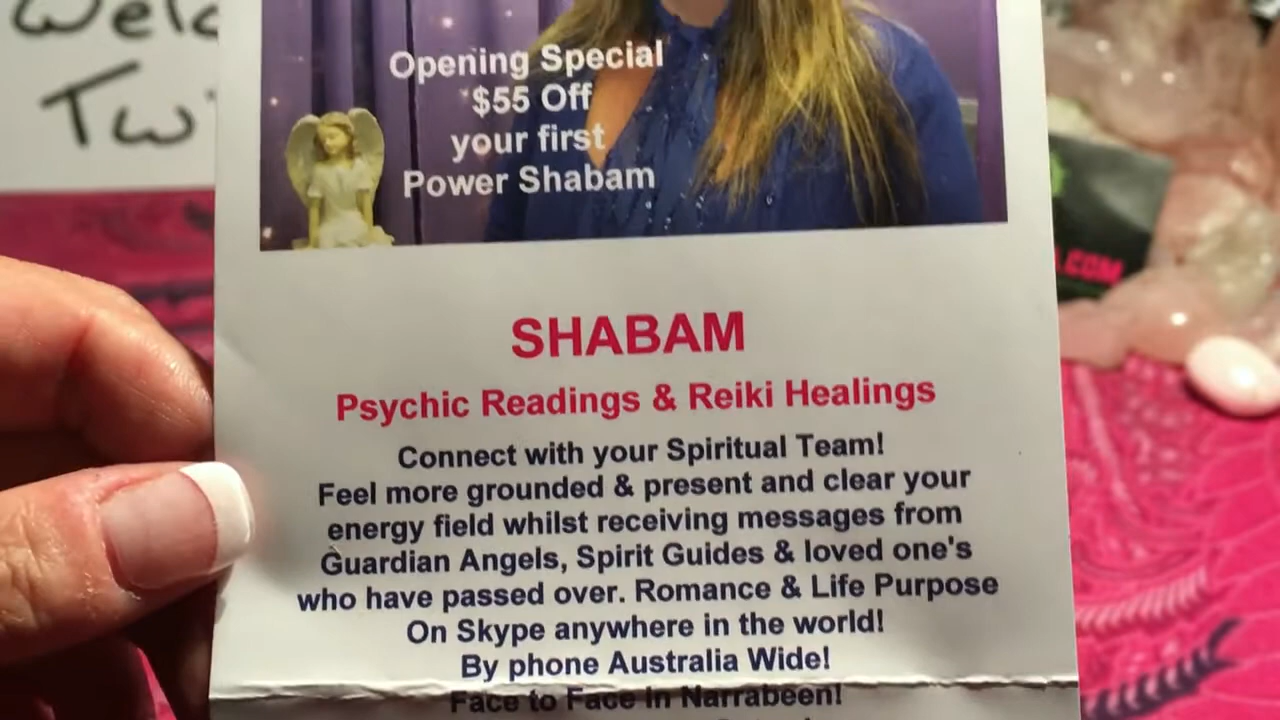 Tw
Opening Special
$55 Off
your first
Power Shabam
.COM
SHABAM
Psychic Readings & Reiki Healings
Connect with your Spiritual Team!
Feel more grounded & present and clear your
energy field whilst receiving messages from
Guardian Angels, Spirit Guides & loved one's
who have passed over. Romance & Life Purpose
On Skype anywhere in the world!
By phone Australia Wide!
Face to Face In Narrabeen!